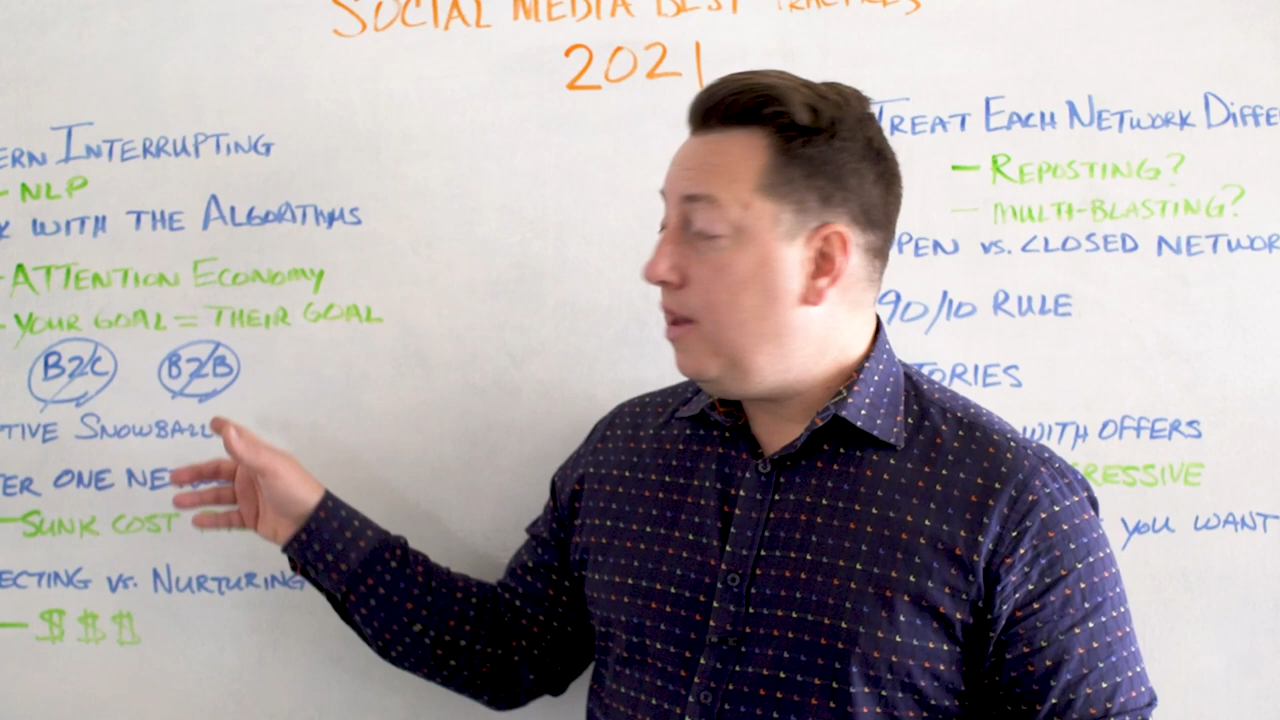 SOCIAL MEDIA BEST PRACTICES
2021
ERN INTERRUPTING
- NLP
K WITH THE ALGORITHMS
- ATTENTION ECONOMY
- YOUR GOAL = THEIR GOAL
B2C B2B
TIVE SNOWBALL
ER ONE NE
- SUNK COST
ECTING vs. NURTURING
- $ $ $
TREAT EACH NETWORK DIFFE
- REPOSTING?
- MULTI-BLASTING?
PEN vs. CLOSED NETWOR
90/10 RULE
TORIES
WITH OFFERS
RESSIVE
YOU WANT